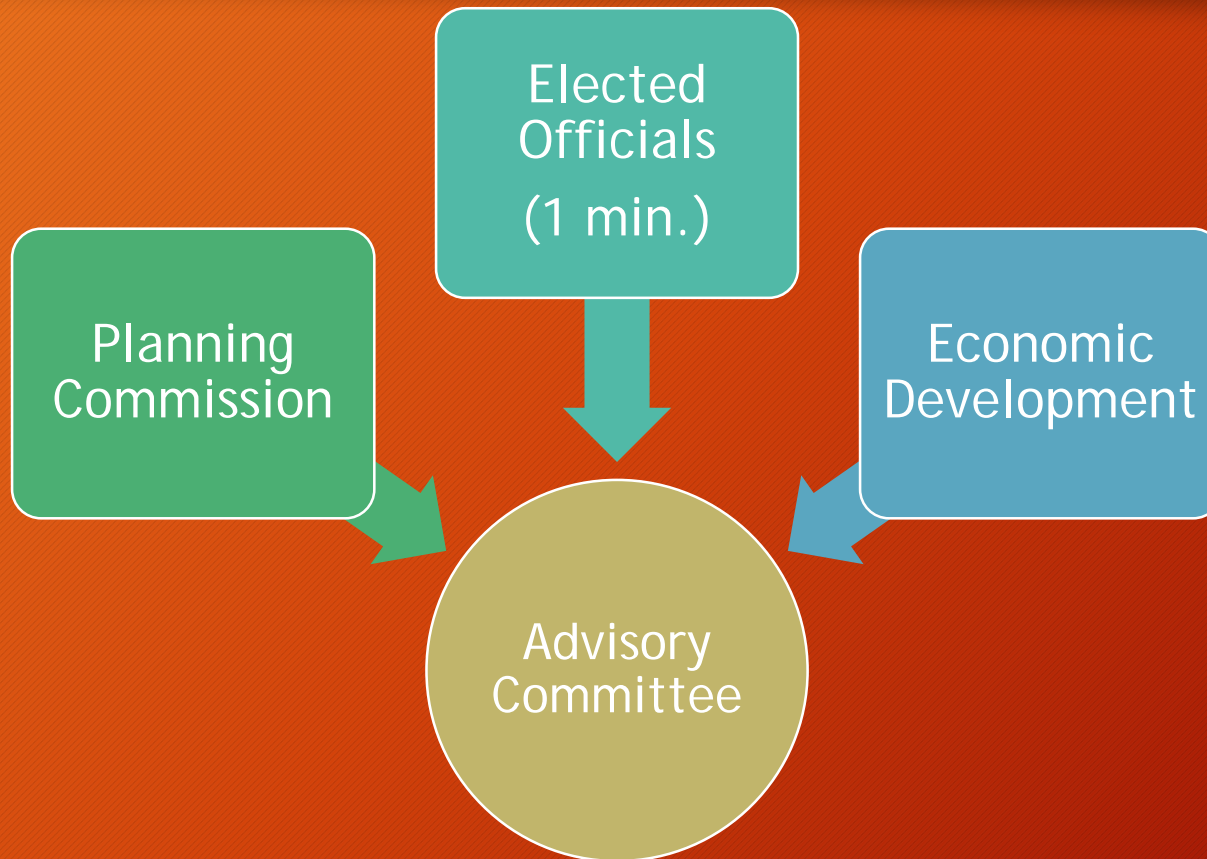 Elected
Officials
(1 min.)
Planning
Commission
Economic
Development
Advisory
Committee